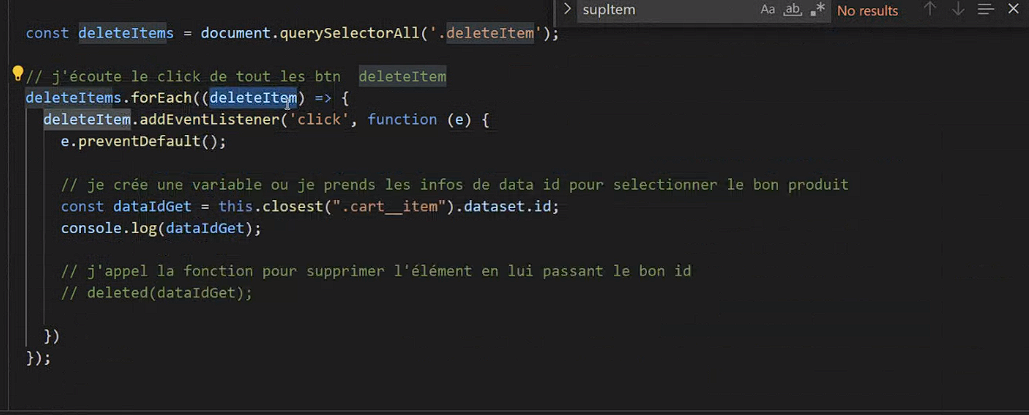 supItem Aa ab .* No results
const deleteItems = document.querySelectorAll('.deleteItem');
// j'écoute le click de tout les btn  deleteItem
deleteItems.forEach((deleteItem) => {
deleteItem.addEventListener('click', function (e) {
e.preventDefault();
// je crée une variable ou je prends les infos de data id pour selectionner le bon produit
const dataIdGet = this.closest(".cart__item").dataset.id;
console.log(dataIdGet);
// j'appel la fonction pour supprimer l'élément en lui passant le bon id
// deleted(dataIdGet);
})
});